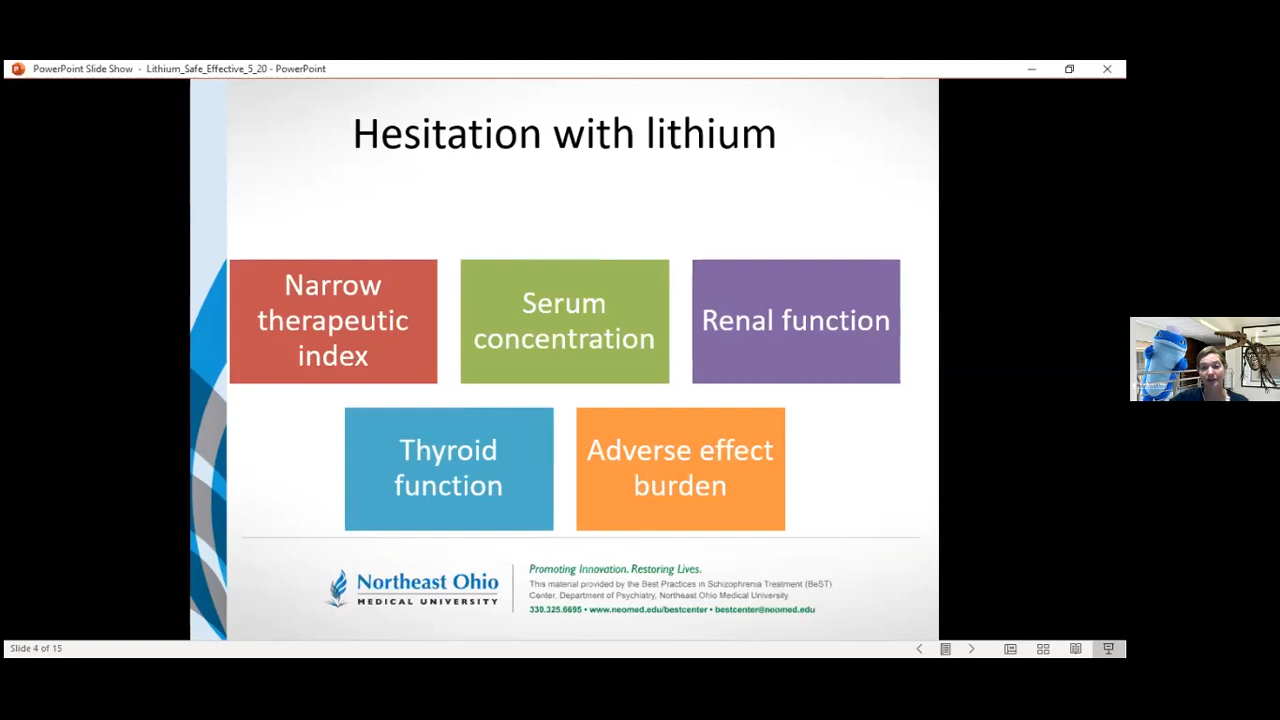 PowerPoint Slide Show - Lithium_Safe_Effective_5_20 - PowerPoint
Hesitation with lithium
Narrow
therapeutic
index
Serum
concentration
Renal function
Thyroid
function
Adverse effect
burden
Northeast Ohio
MEDICAL UNIVERSITY
Promoting Innovation. Restoring Lives.
This material provided by the Best Practices in Schizophrenia Treatment (BeST)
Center, Department of Psychiatry, Northeast Ohio Medical University
330.325.6695 • www.neomed.edu/bestcenter • bestcenter@neomed.edu
Slide 4 of 15